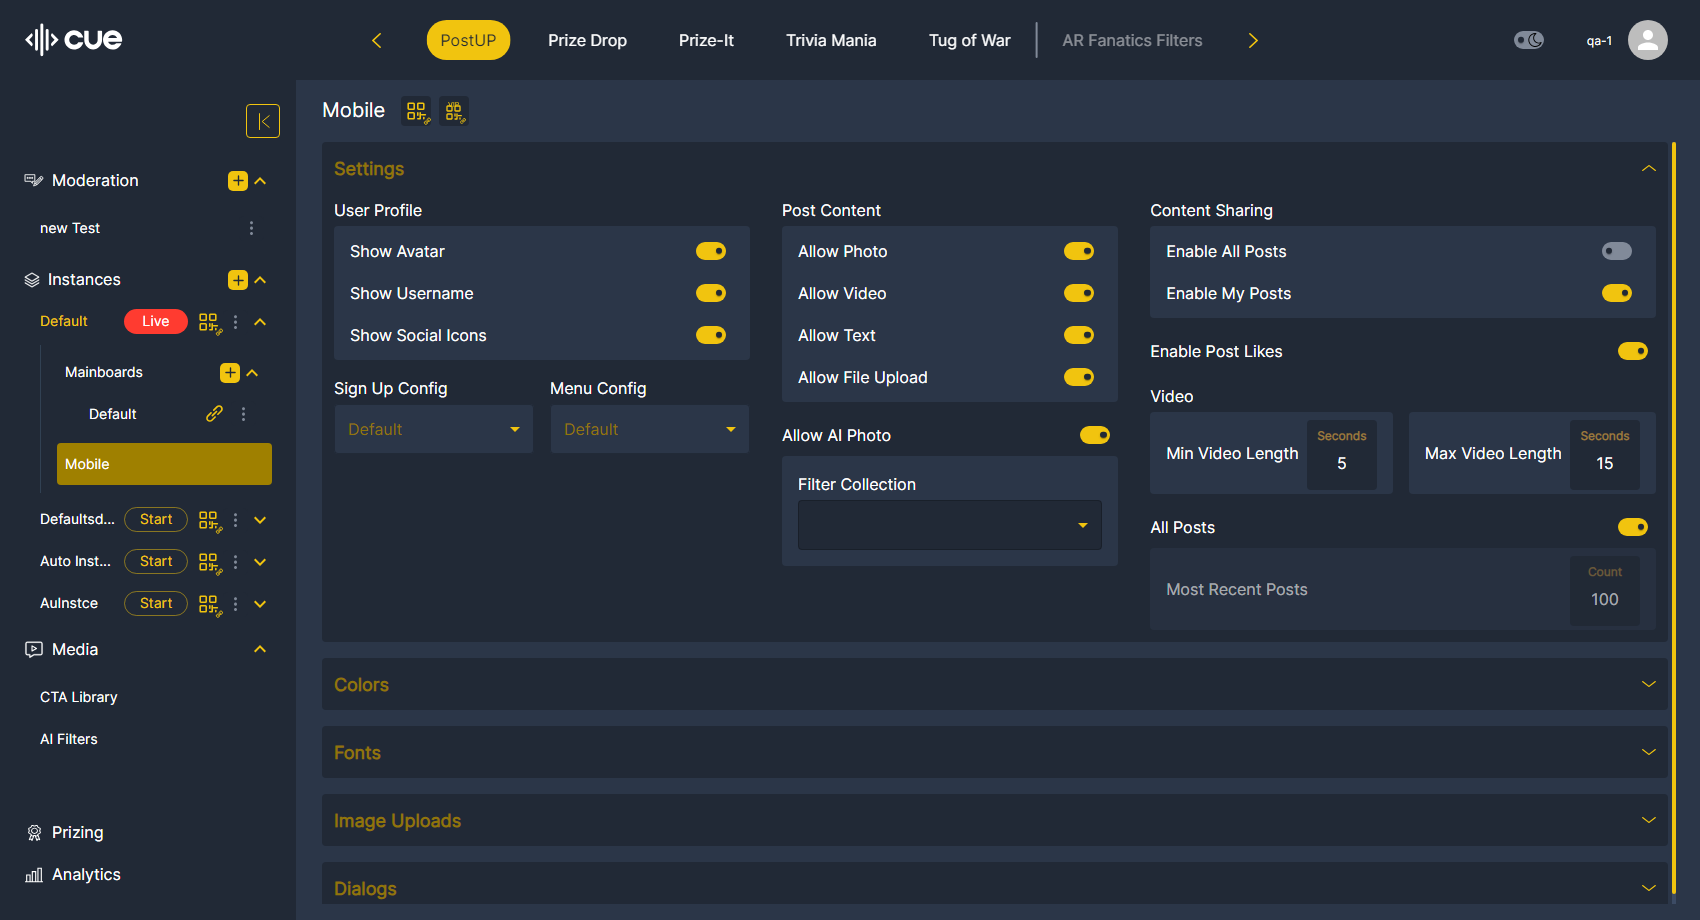 cue
PostUP
Prize Drop
Prize-It
Trivia Mania
Tug of War
AR Fanatics Filters
qa-1
Moderation
new Test
Instances
Default
Live
Mainboards
Default
Mobile
Defaultsd...
Start
Auto Inst...
Start
AuInstce
Start
Media
CTA Library
AI Filters
Prizing
Analytics
Mobile
VIP
Settings
User Profile
Show Avatar
Show Username
Show Social Icons
Sign Up Config
Default
Menu Config
Default
Post Content
Allow Photo
Allow Video
Allow Text
Allow File Upload
Allow AI Photo
Filter Collection
Content Sharing
Enable All Posts
Enable My Posts
Enable Post Likes
Video
Min Video Length
Seconds
5
Max Video Length
Seconds
15
All Posts
Most Recent Posts
Count
100
Colors
Fonts
Image Uploads
Dialogs